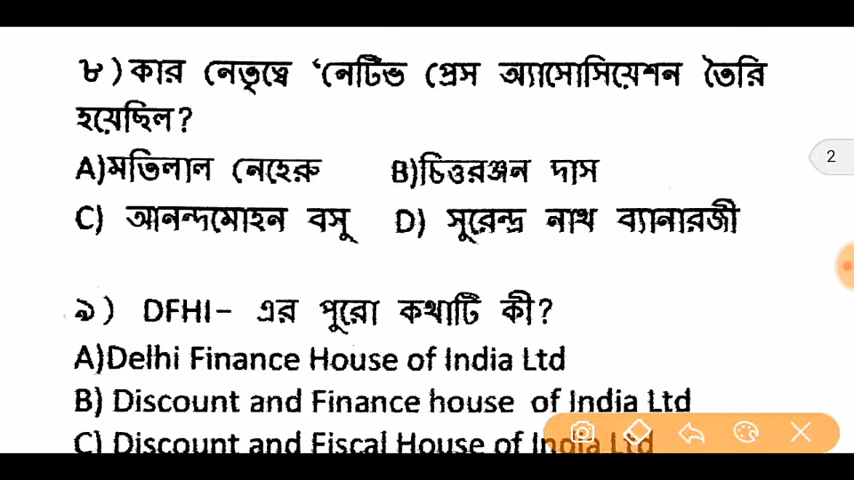 ৮)কার নেতৃত্বে 'নেটিভ প্রেস অ্যাসোসিয়েশন তৈরি
হয়েছিল?
A)মতিলাল নেহেরু B)চিত্তরঞ্জন দাস
C) আনন্দমোহন বসু D) সুরেন্দ্র নাথ ব্যানারজী
2
৯) DFHI- এর পুরো কথাটি কী?
A)Delhi Finance House of India Ltd
B) Discount and Finance house of India Ltd
C) Discount and Fiscal House of India Ltd